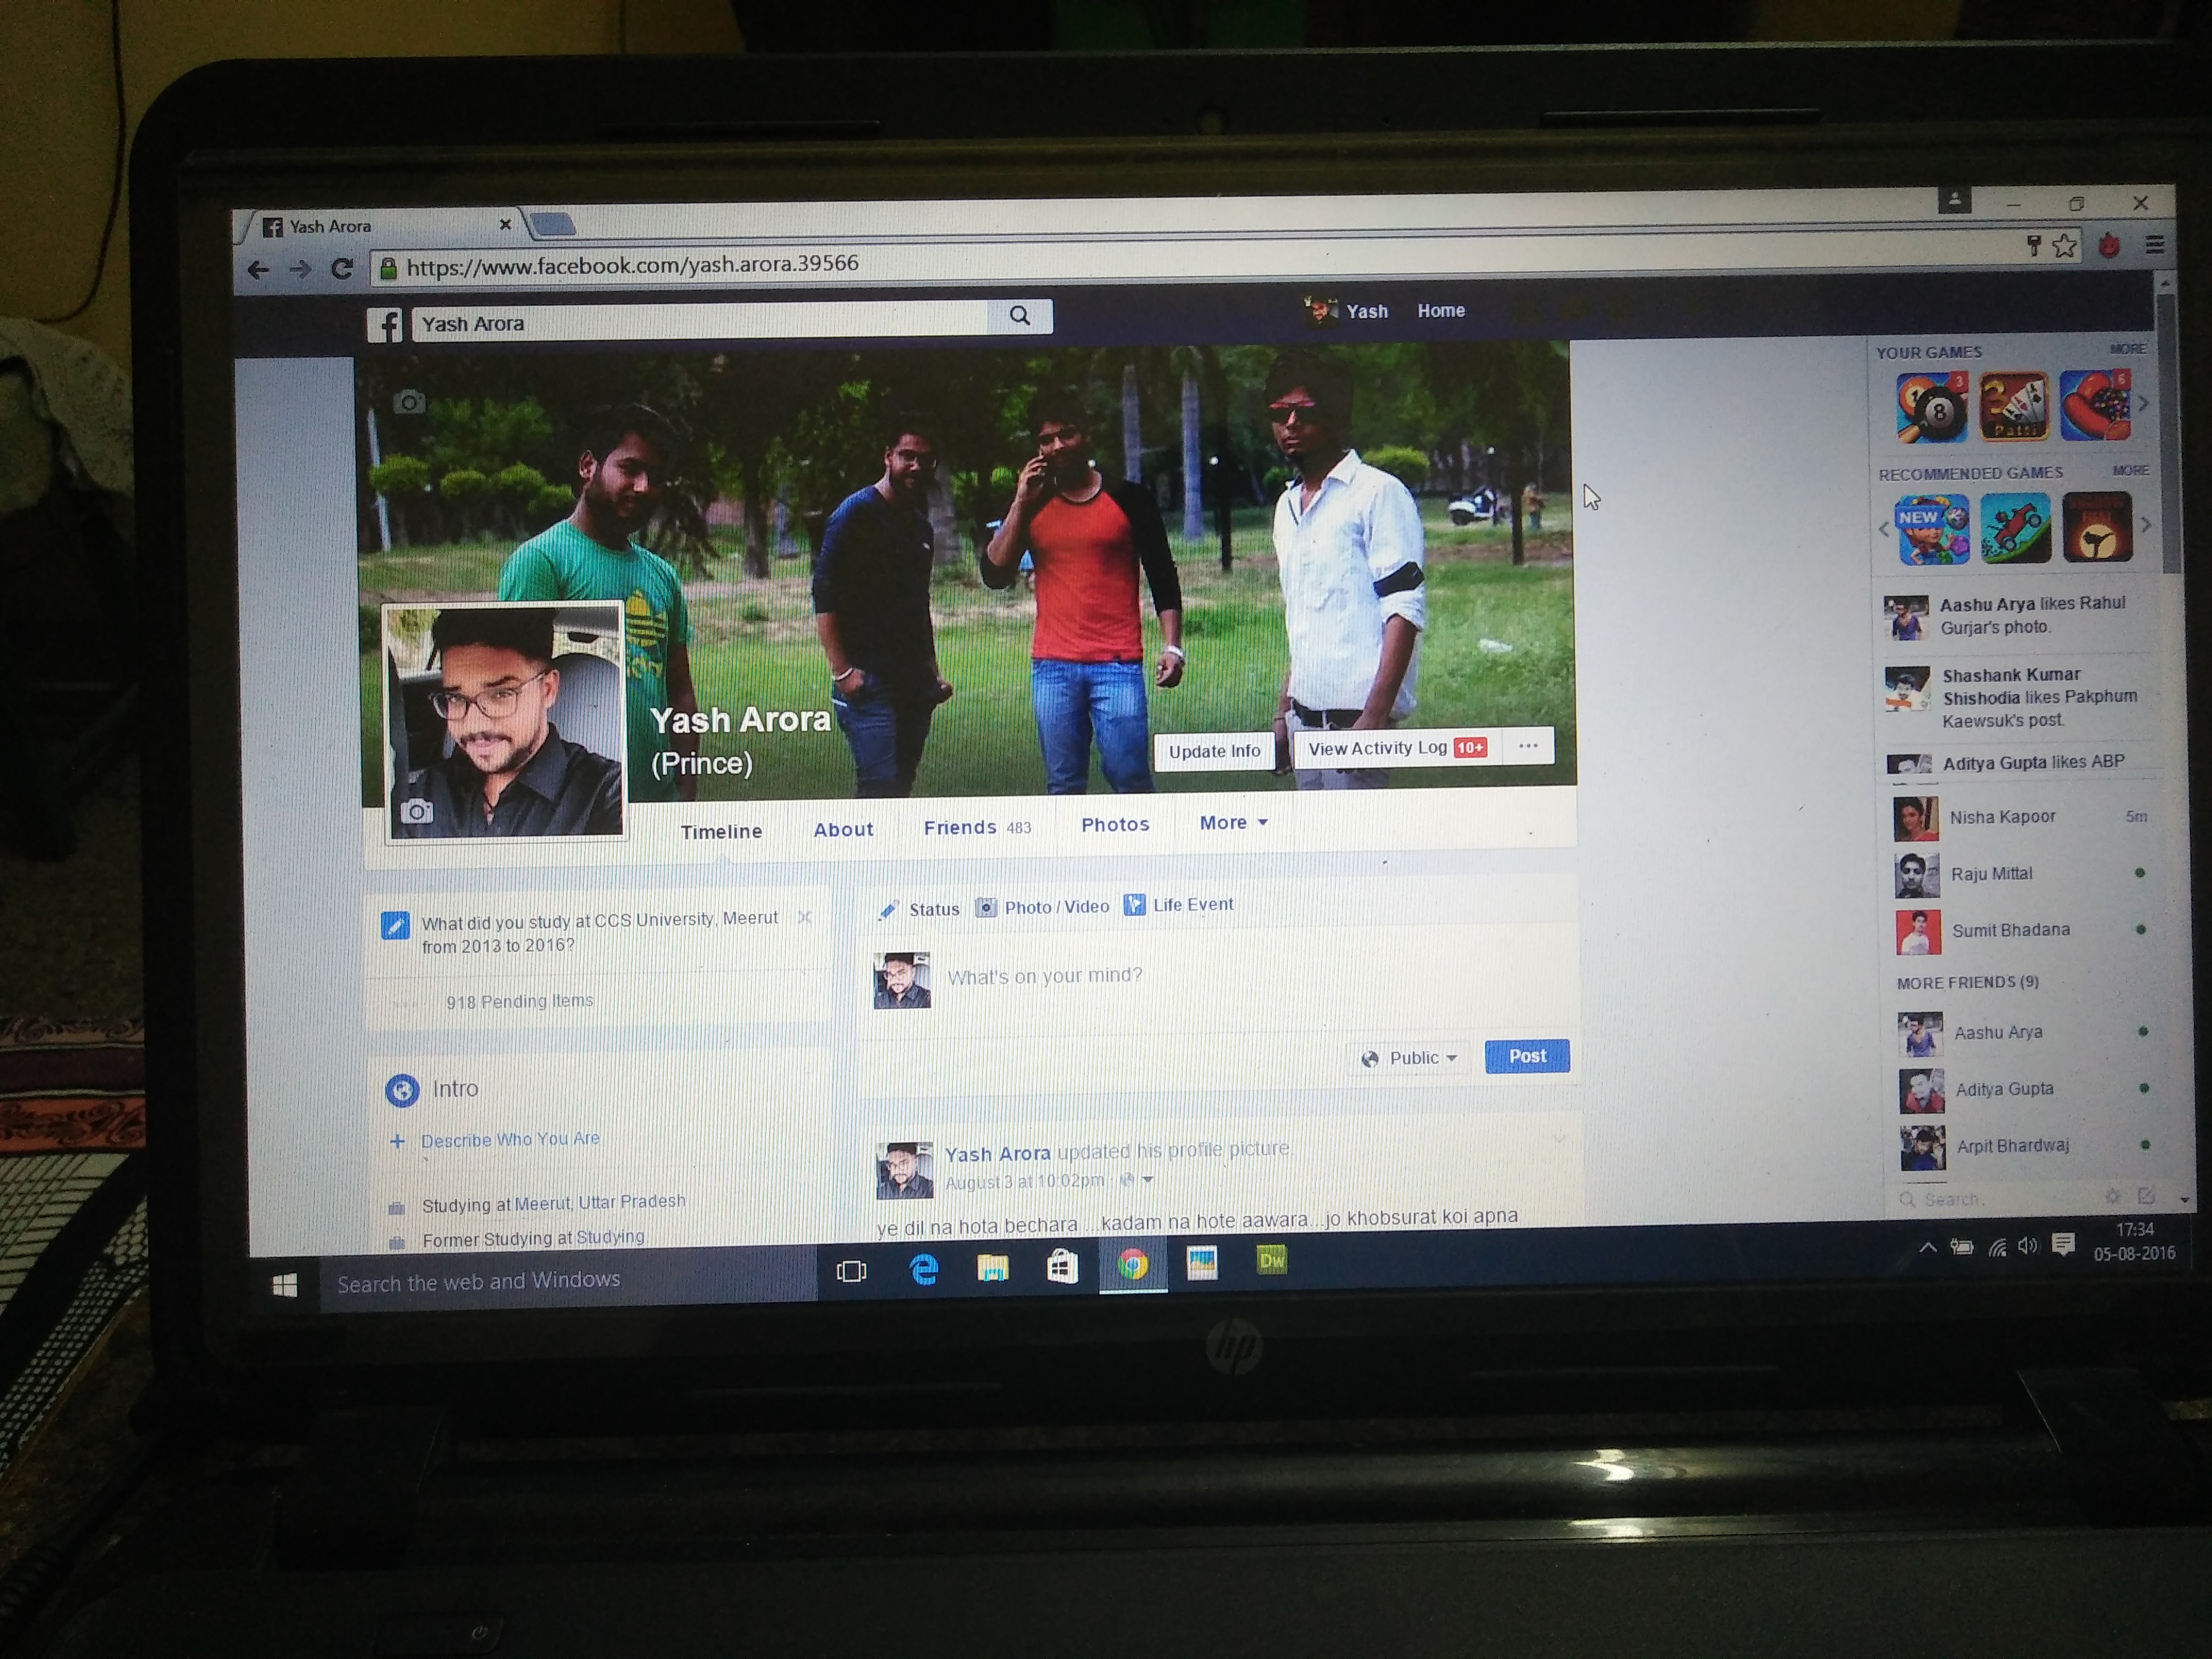 Yash Arora
https://www.facebook.com/yash.arora.39566
Yash Arora
Yash
Home
YOUR GAMES
MORE
3
6
3
Patti
RECOMMENDED GAMES
MORE
NEW
Aashu Arya likes Rahul
Gurjar's photo.
Shashank Kumar
Shishodia likes Pakphum
Kaewsuk's post.
Aditya Gupta likes ABP
Yash Arora
(Prince)
Update Info
View Activity Log 10+
Timeline
About
Friends 483
Photos
More
What did you study at CCS University, Meerut
from 2013 to 2016?
918 Pending Items
Intro
Describe Who You Are
Studying at Meerut, Uttar Pradesh
Former Studying at Studying
Status
Photo / Video
Life Event
What's on your mind?
Public
Post
Yash Arora updated his profile picture.
August 3 at 10:02pm
ye dil na hota bechara ...kadam na hote aawara...jo khobsurat koi apna
Nisha Kapoor 5m
Raju Mittal
Sumit Bhadana
MORE FRIENDS (9)
Aashu Arya
Aditya Gupta
Arpit Bhardwaj
Search
Search the web and Windows
Dw
17:34
05-08-2016
hp